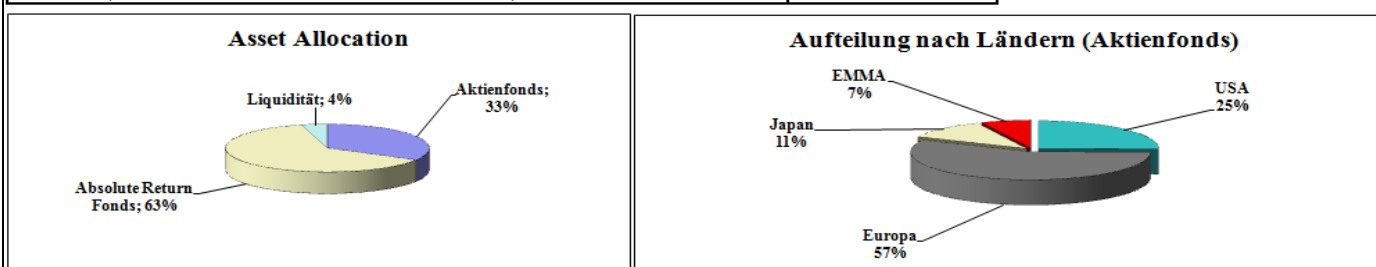 Asset Allocation
Liquidität; 4%
Aktienfonds;
33%
Absolute Return
Fonds; 63%
Aufteilung nach Ländern (Aktienfonds)
EMMA
7%
USA
25%
Japan
11%
Europa
57%